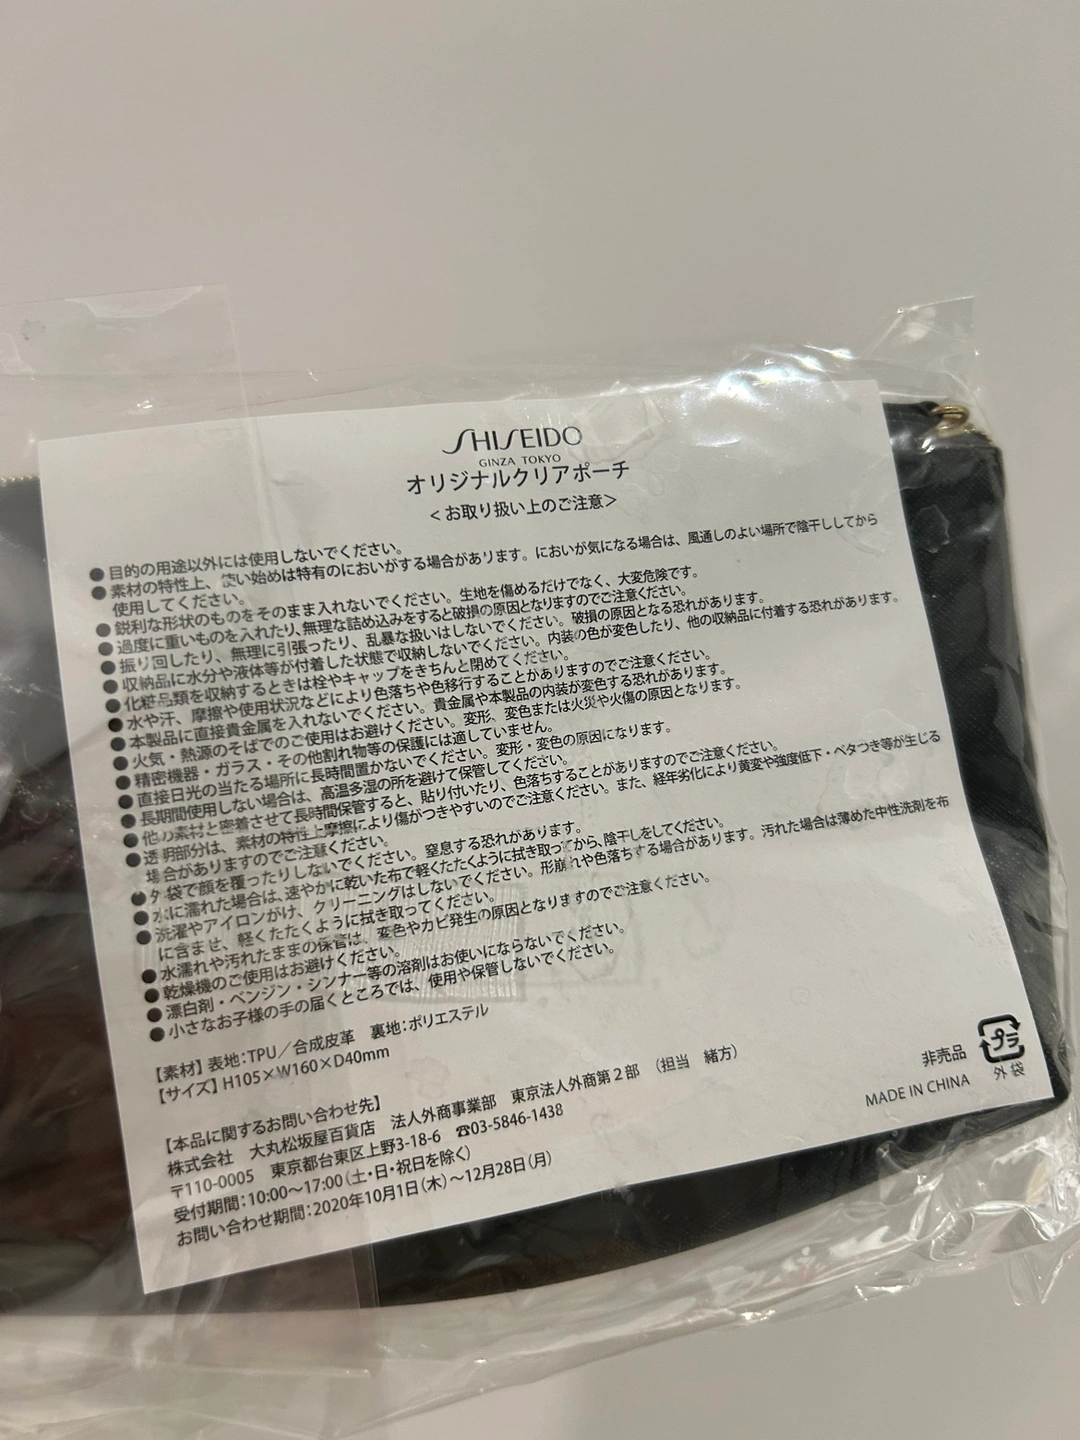 SHISEIDO
GINZA TOKYO
オリジナルクリアポーチ
＜お取り扱い上のご注意＞
●目的の用途以外には使用しないでください。
●素材の特性上、使い始めは特有のにおいがする場合があります。においが気になる場合は、風通しのよい場所で陰干ししてから
使用してください。
●鋭利な形状のものをそのまま入れないでください。生地を傷めるだけでなく、大変危険です。
●過度に重いものを入れたり、無理な詰め込みをすると破損の原因となりますのでご注意ください。
●振り回したり、無理に引張ったり、乱暴な扱いはしないでください。破損の原因となる恐れがあります。
●収納品に水分や液体等が付着した状態で収納しないでください。内装の色が変色したり、他の収納品に付着する恐れがあります。
●化粧品類を収納するときは栓やキャップをきちんと閉めてください。
●水や汗、摩擦や使用状況などにより色落ちや色移行することがありますのでご注意ください。
●本製品に直接貴金属を入れないでください。貴金属や本製品の内装が変色する恐れがあります。
●火気・熱源のそばでのご使用はお避けください。変形、変色または火災や火傷の原因となります。
●精密機器・ガラス・その他割れ物等の保護には適していません。
●直接日光の当たる場所に長時間置かないでください。変形・変色の原因になります。
●長期間使用しない場合は、高温多湿の所を避けて保管してください。
●他の素材と密着させて長時間保管すると、貼り付いたり、色落ちすることがありますのでご注意ください。
●透明部分は、素材の特性上摩擦により傷がつきやすいのでご注意ください。また、経年劣化により黄変や強度低下・ベタつき等が生じる
場合がありますのでご注意ください。
●袋で顔を覆ったりしないでください。窒息する恐れがあります。
●水に濡れた場合は、速やかに乾いた布で軽くたたくように拭き取ってから、陰干しをしてください。
●洗濯やアイロンがけ、クリーニングはしないでください。形崩れや色落ちする場合があります。汚れた場合は薄めた中性洗剤を布
に含ませ、軽くたたくように拭き取ってください。
●水濡れや汚れたままの保管は、変色やカビ発生の原因となりますのでご注意ください。
●乾燥機のご使用はお避けください。
●漂白剤・ベンジン・シンナー等の溶剤はお使いにならないでください。
●小さなお子様の手の届くところでは、使用や保管しないでください。
【素材】表地：TPU／合成皮革　裏地：ポリエステル
【サイズ】H105×W160×D40mm
【本品に関するお問い合わせ先】
株式会社　大丸松坂屋百貨店　法人外商事業部　東京法人外商第２部　（担当　緒方）
〒110-0005　東京都台東区上野3-18-6　☎03-5846-1438
受付期間：10:00〜17:00（土・日・祝日を除く）
お問い合わせ期間：2020年10月1日（木）〜12月28日（月）
非売品
MADE IN CHINA
プラ
外袋